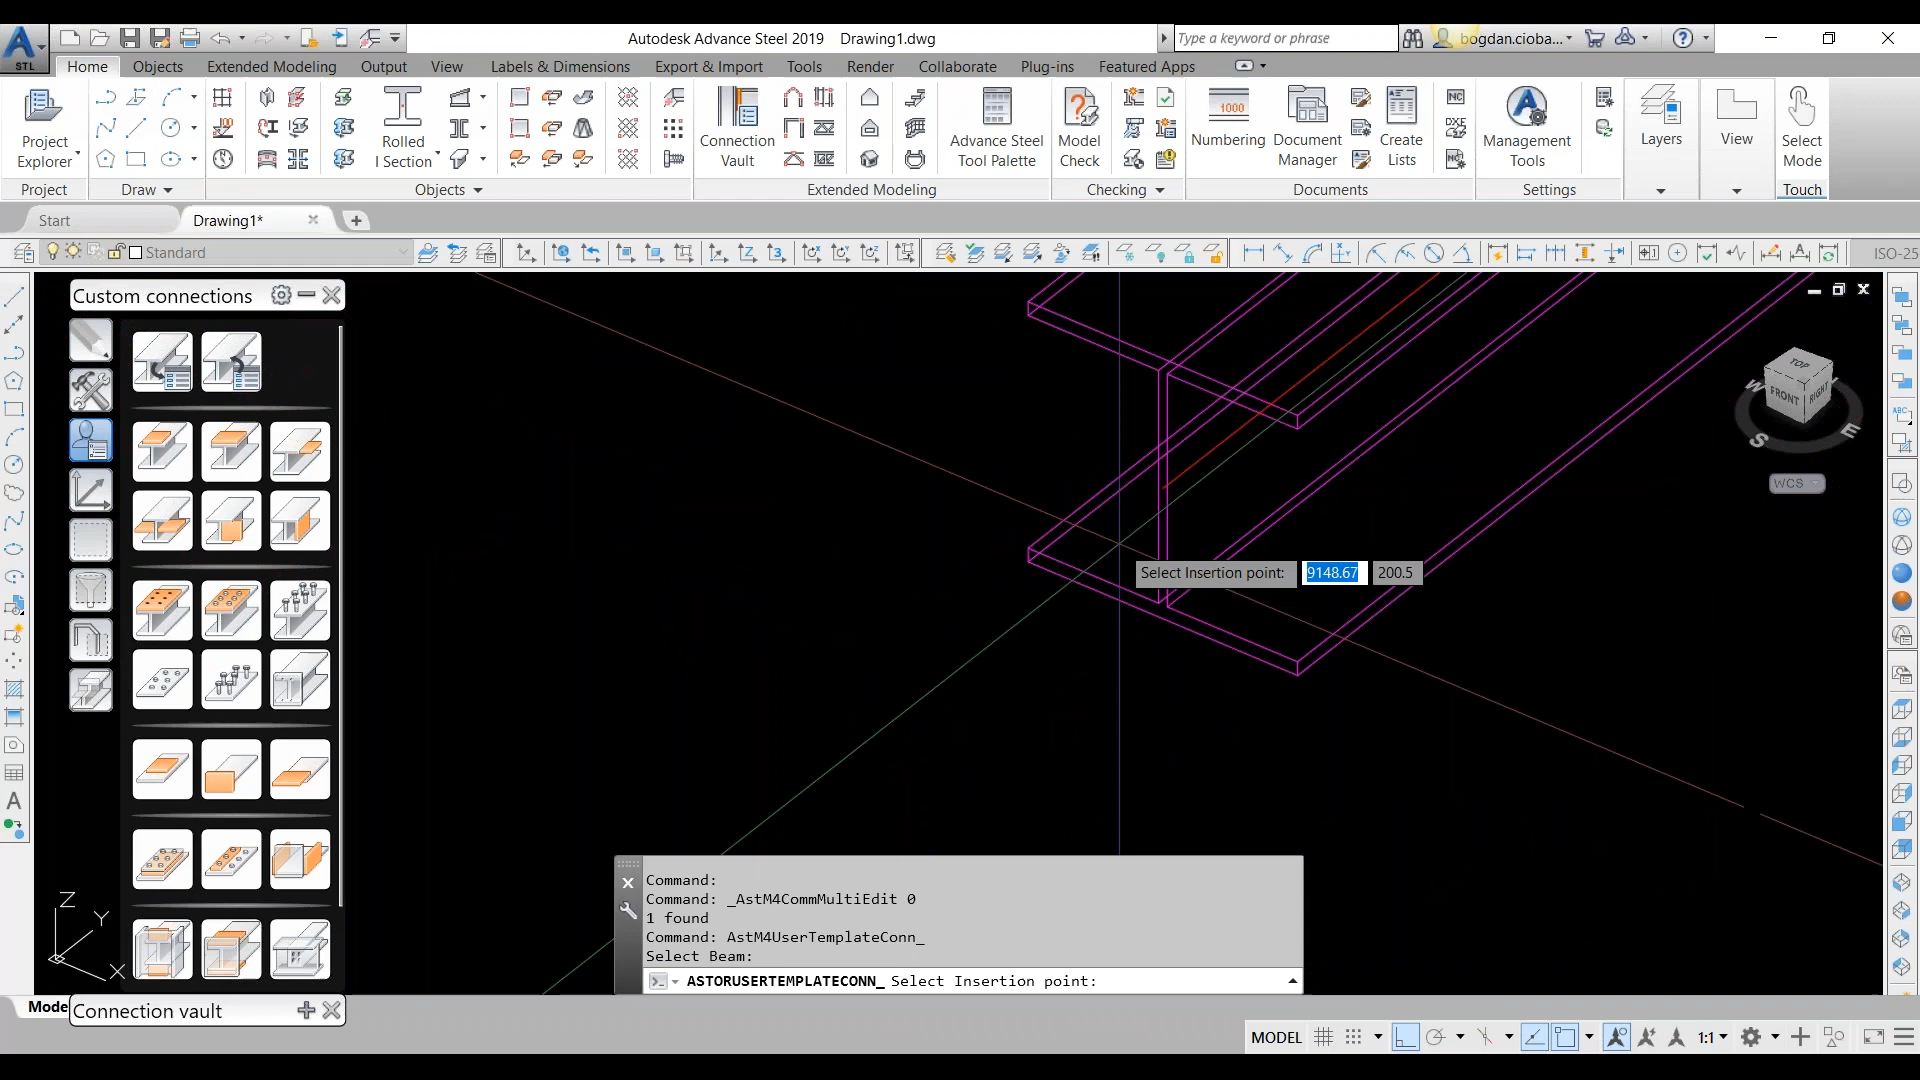 STL
Autodesk Advance Steel 2019 Drawing1.dwg
Type a keyword or phrase
bogdan.cioba...
Home Objects Extended Modeling Output View Labels & Dimensions Export & Import Tools Render Collaborate Plug-ins Featured Apps
Project
Explorer
Rolled
I Section
Connection
Vault
Advance Steel
Tool Palette
Model
Check
1000
Numbering
Document
Manager
Create
Lists
NC
DXF
NC
Management
Tools
Layers
View
Select
Mode
Project Draw Objects Extended Modeling Checking Documents Settings Touch
Start Drawing1*
Standard
ISO-25
Custom connections
TOP
FRONT
RIGHT
W
S
E
WCS
Select Insertion point: 9148.67 200.5
Z
Y
X
Command:
Command: _AstM4CommMultiEdit 0
1 found
Command: AstM4UserTemplateConn_
Select Beam:
ASTORUSERTEMPLATECONN_ Select Insertion point:
Mode
Connection vault
MODEL
1:1